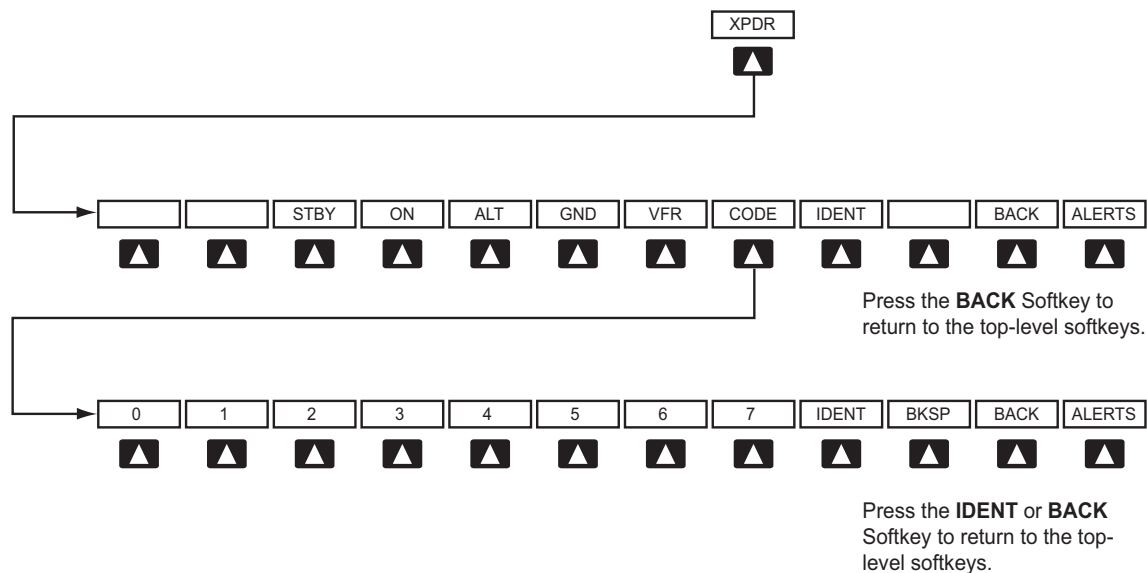 XPDR
STBY ON ALT GND VFR CODE IDENT BACK ALERTS
Press the BACK Softkey to
return to the top-level softkeys.
0 1 2 3 4 5 6 7 IDENT BKSP BACK ALERTS
Press the IDENT or BACK
Softkey to return to the top-
level softkeys.